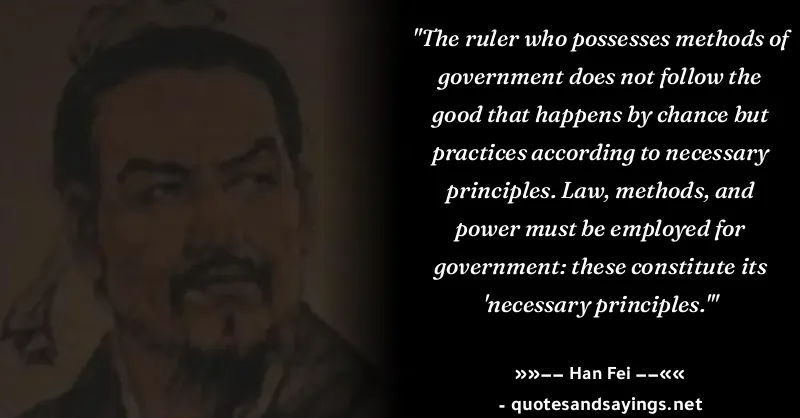 "The ruler who possesses methods of
government does not follow the
good that happens by chance but
practices according to necessary
principles. Law, methods, and
power must be employed for
government: these constitute its
'necessary principles.'"
»»−− Han Fei −−««
- quotesandsayings.net